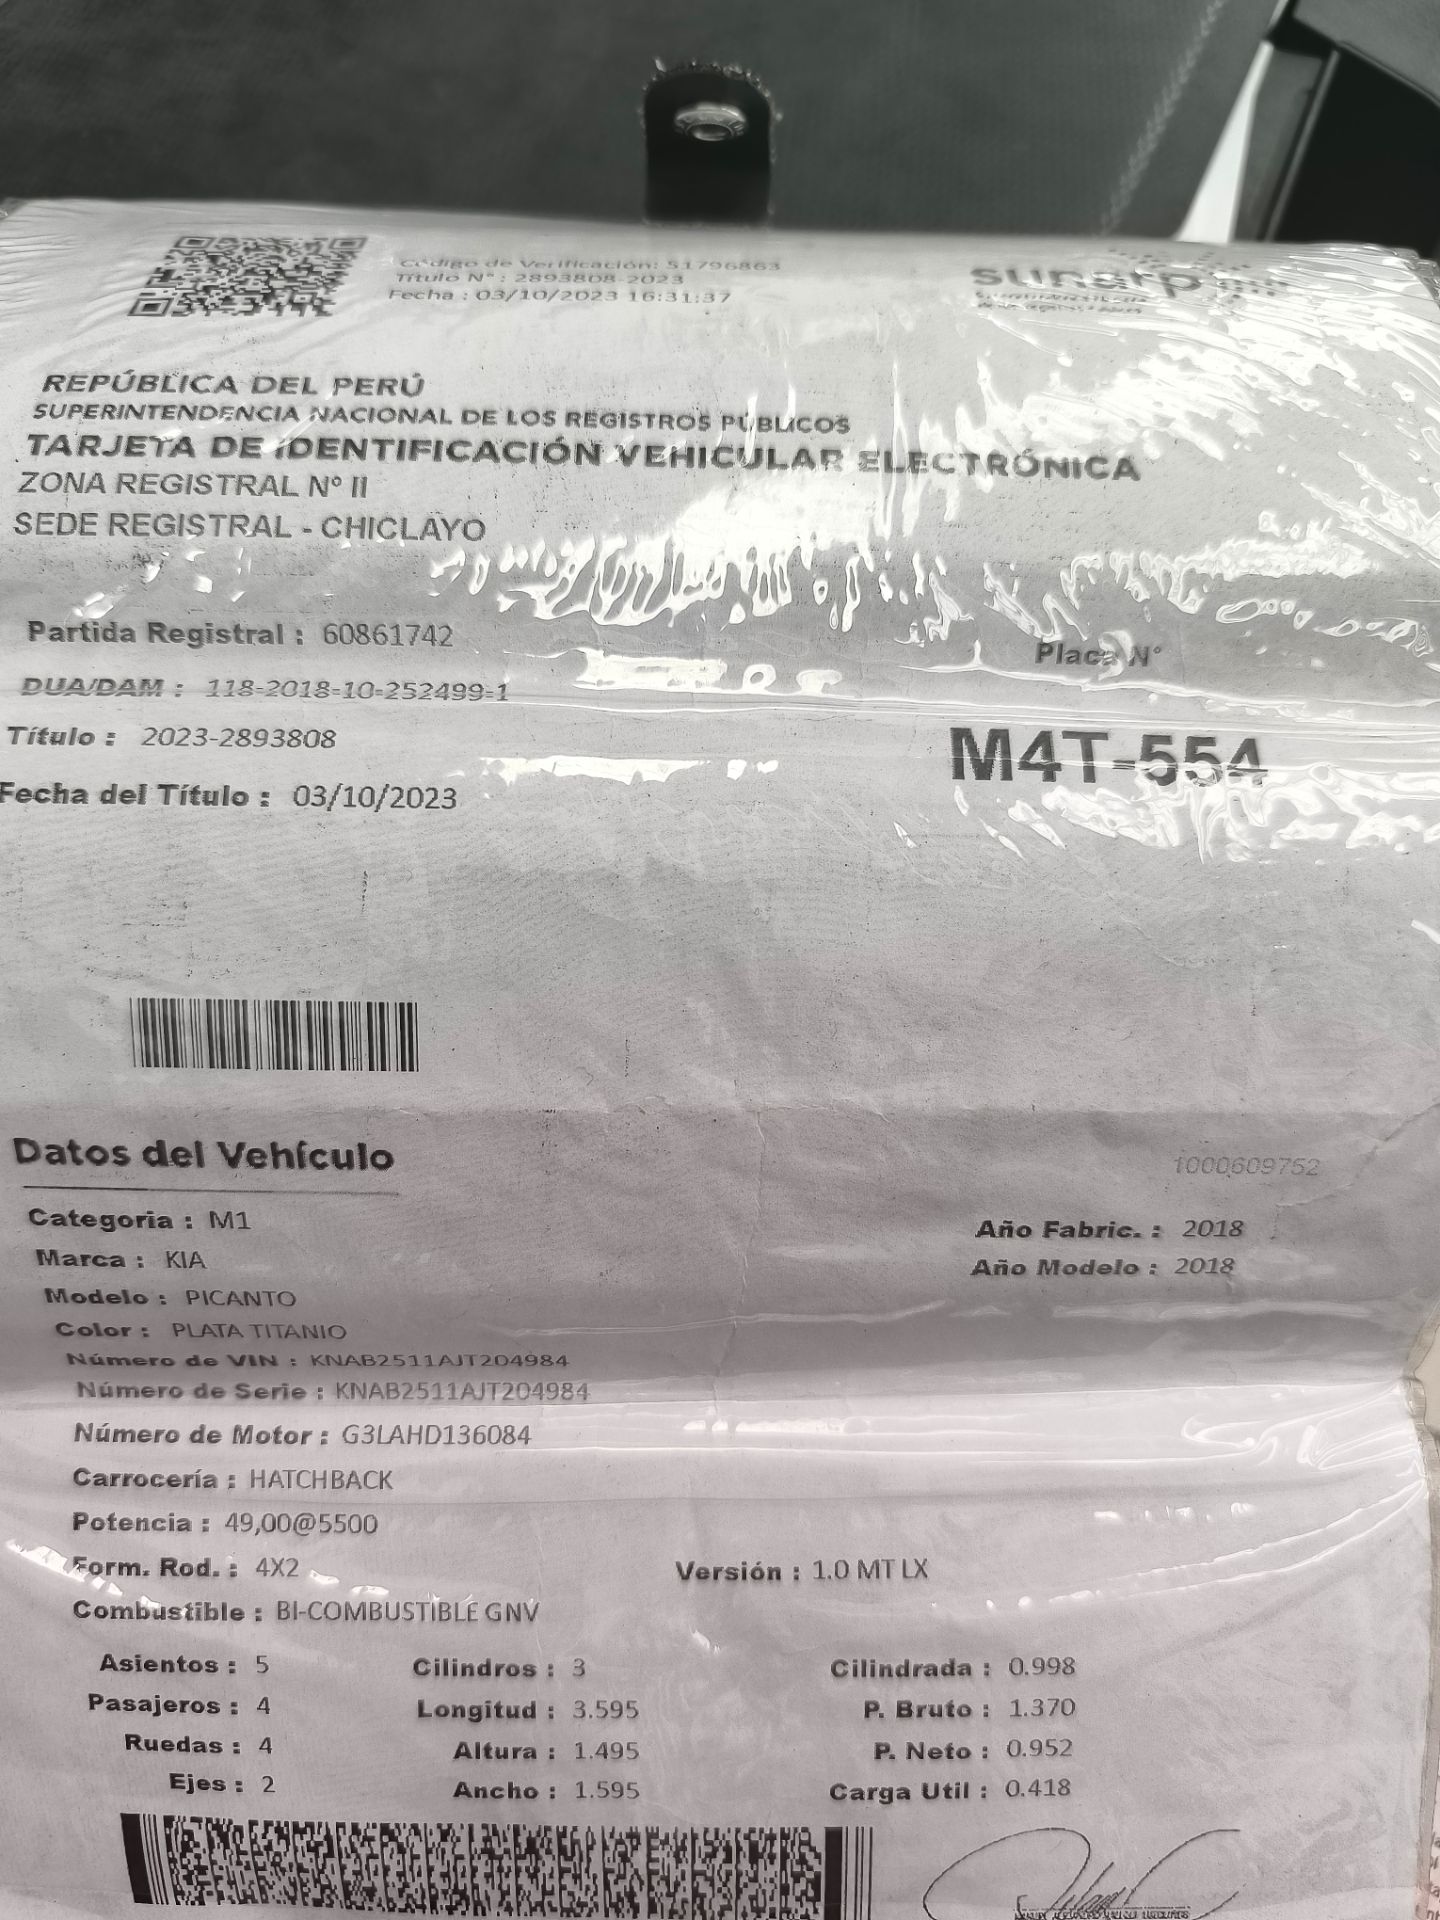 Código de Verificación: 51796863
Título N° : 2893808-2023
Fecha : 03/10/2023 16:31:37
sunarp
REPÚBLICA DEL PERÚ
SUPERINTENDENCIA NACIONAL DE LOS REGISTROS PÚBLICOS
TARJETA DE IDENTIFICACIÓN VEHICULAR ELECTRÓNICA
ZONA REGISTRAL N° II
SEDE REGISTRAL - CHICLAYO
Partida Registral : 60861742
Placa N°
DUA/DAM : 118-2018-10-252499-1
Título : 2023-2893808
M4T-554
Fecha del Título : 03/10/2023
Datos del Vehículo
1000609752
Categoria : M1
Año Fabric. : 2018
Marca : KIA
Año Modelo : 2018
Modelo : PICANTO
Color : PLATA TITANIO
Número de VIN : KNAB2511AJT204984
Número de Serie : KNAB2511AJT204984
Número de Motor : G3LAHD136084
Carrocería : HATCHBACK
Potencia : 49,00@5500
Form. Rod. : 4X2 Versión : 1.0 MT LX
Combustible : BI-COMBUSTIBLE GNV
Asientos : 5 Cilindros : 3 Cilindrada : 0.998
Pasajeros : 4 Longitud : 3.595 P. Bruto : 1.370
Ruedas : 4 Altura : 1.495 P. Neto : 0.952
Ejes : 2 Ancho : 1.595 Carga Util : 0.418